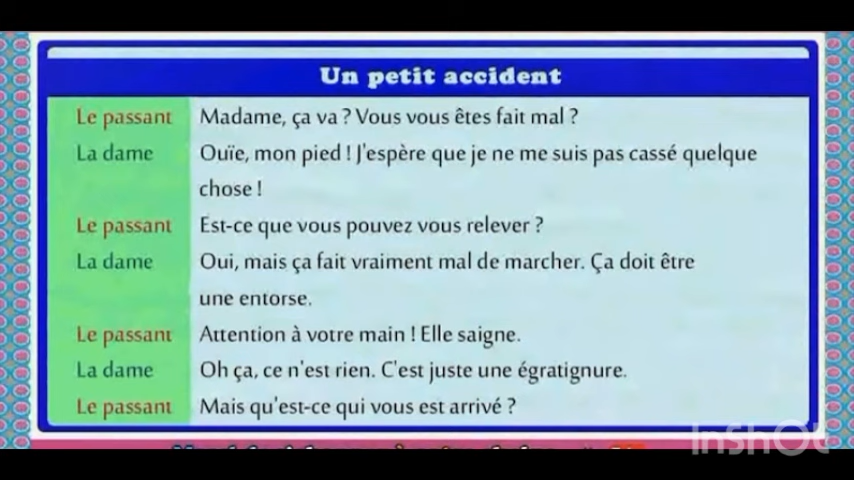 Un petit accident
Le passant Madame, ça va ? Vous vous êtes fait mal ?
La dame Ouïe, mon pied ! J'espère que je ne me suis pas cassé quelque
chose !
Le passant Est-ce que vous pouvez vous relever ?
La dame Oui, mais ça fait vraiment mal de marcher. Ça doit être
une entorse.
Le passant Attention à votre main ! Elle saigne.
La dame Oh ça, ce n'est rien. C'est juste une égratignure.
Le passant Mais qu'est-ce qui vous est arrivé ?
InShOt